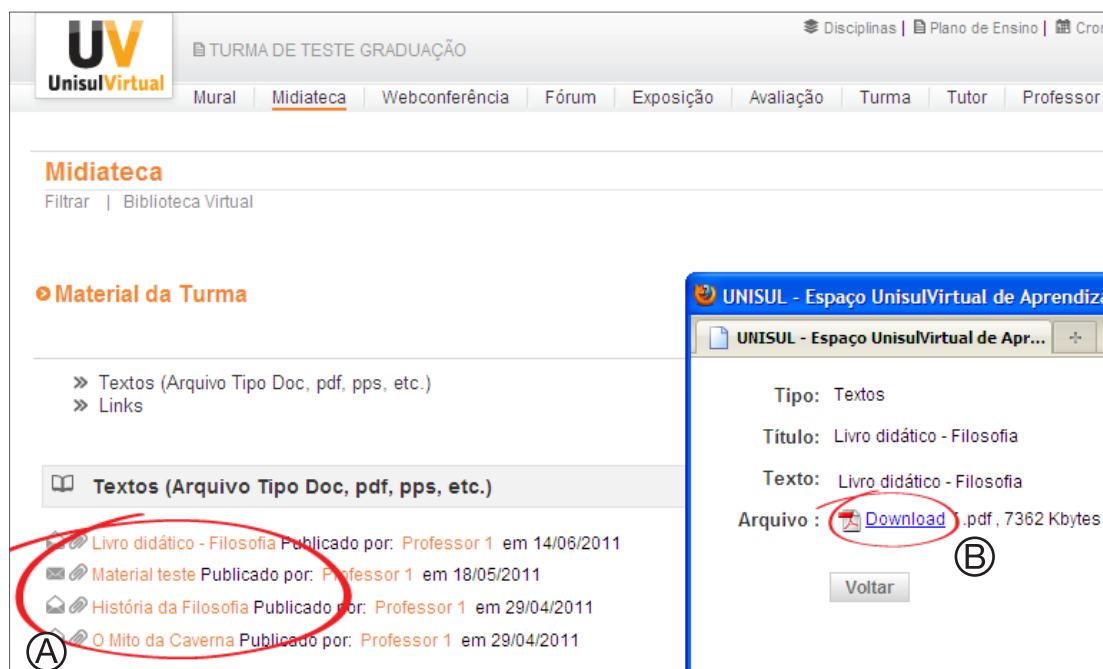 UV
UnisulVirtual
TURMA DE TESTE GRADUAÇÃO
Disciplinas | Plano de Ensino |
Mural Midiateca Webconferência Fórum Exposição Avaliação Turma Tutor Professor
Midiateca
Filtrar | Biblioteca Virtual
Material da Turma
» Textos (Arquivo Tipo Doc, pdf, pps, etc.)
» Links
Textos (Arquivo Tipo Doc, pdf, pps, etc.)
Livro didático - Filosofia Publicado por: Professor 1 em 14/06/2011
Material teste Publicado por: Professor 1 em 18/05/2011
História da Filosofia Publicado por: Professor 1 em 29/04/2011
O Mito da Caverna Publicado por: Professor 1 em 29/04/2011
A
UNISUL - Espaço UnisulVirtual de Aprendiza
UNISUL - Espaço UnisulVirtual de Apr...
Tipo: Textos
Título: Livro didático - Filosofia
Texto: Livro didático - Filosofia
Arquivo : Download .pdf , 7362 Kbytes
B
Voltar